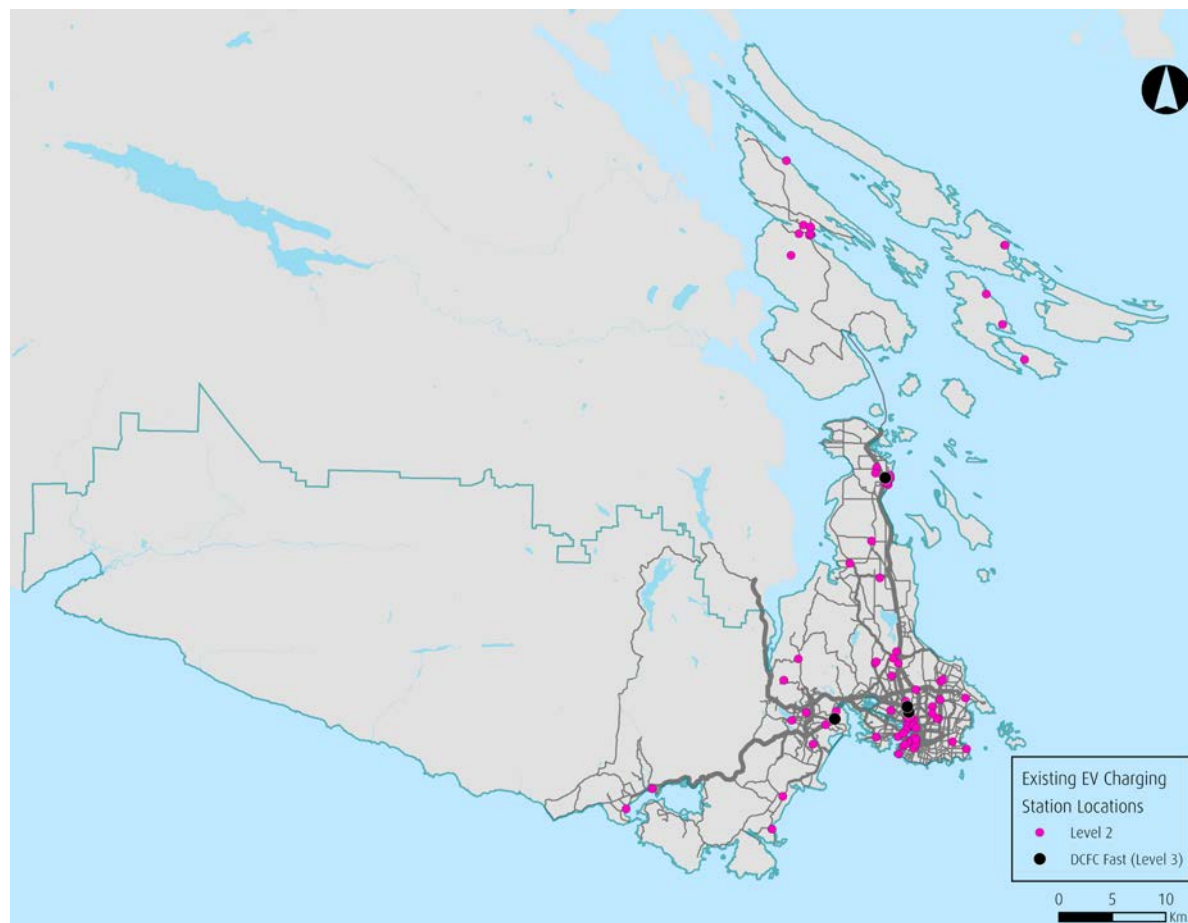 Existing EV Charging
Station Locations
Level 2
DCFC Fast (Level 3)
0 5 10
Km